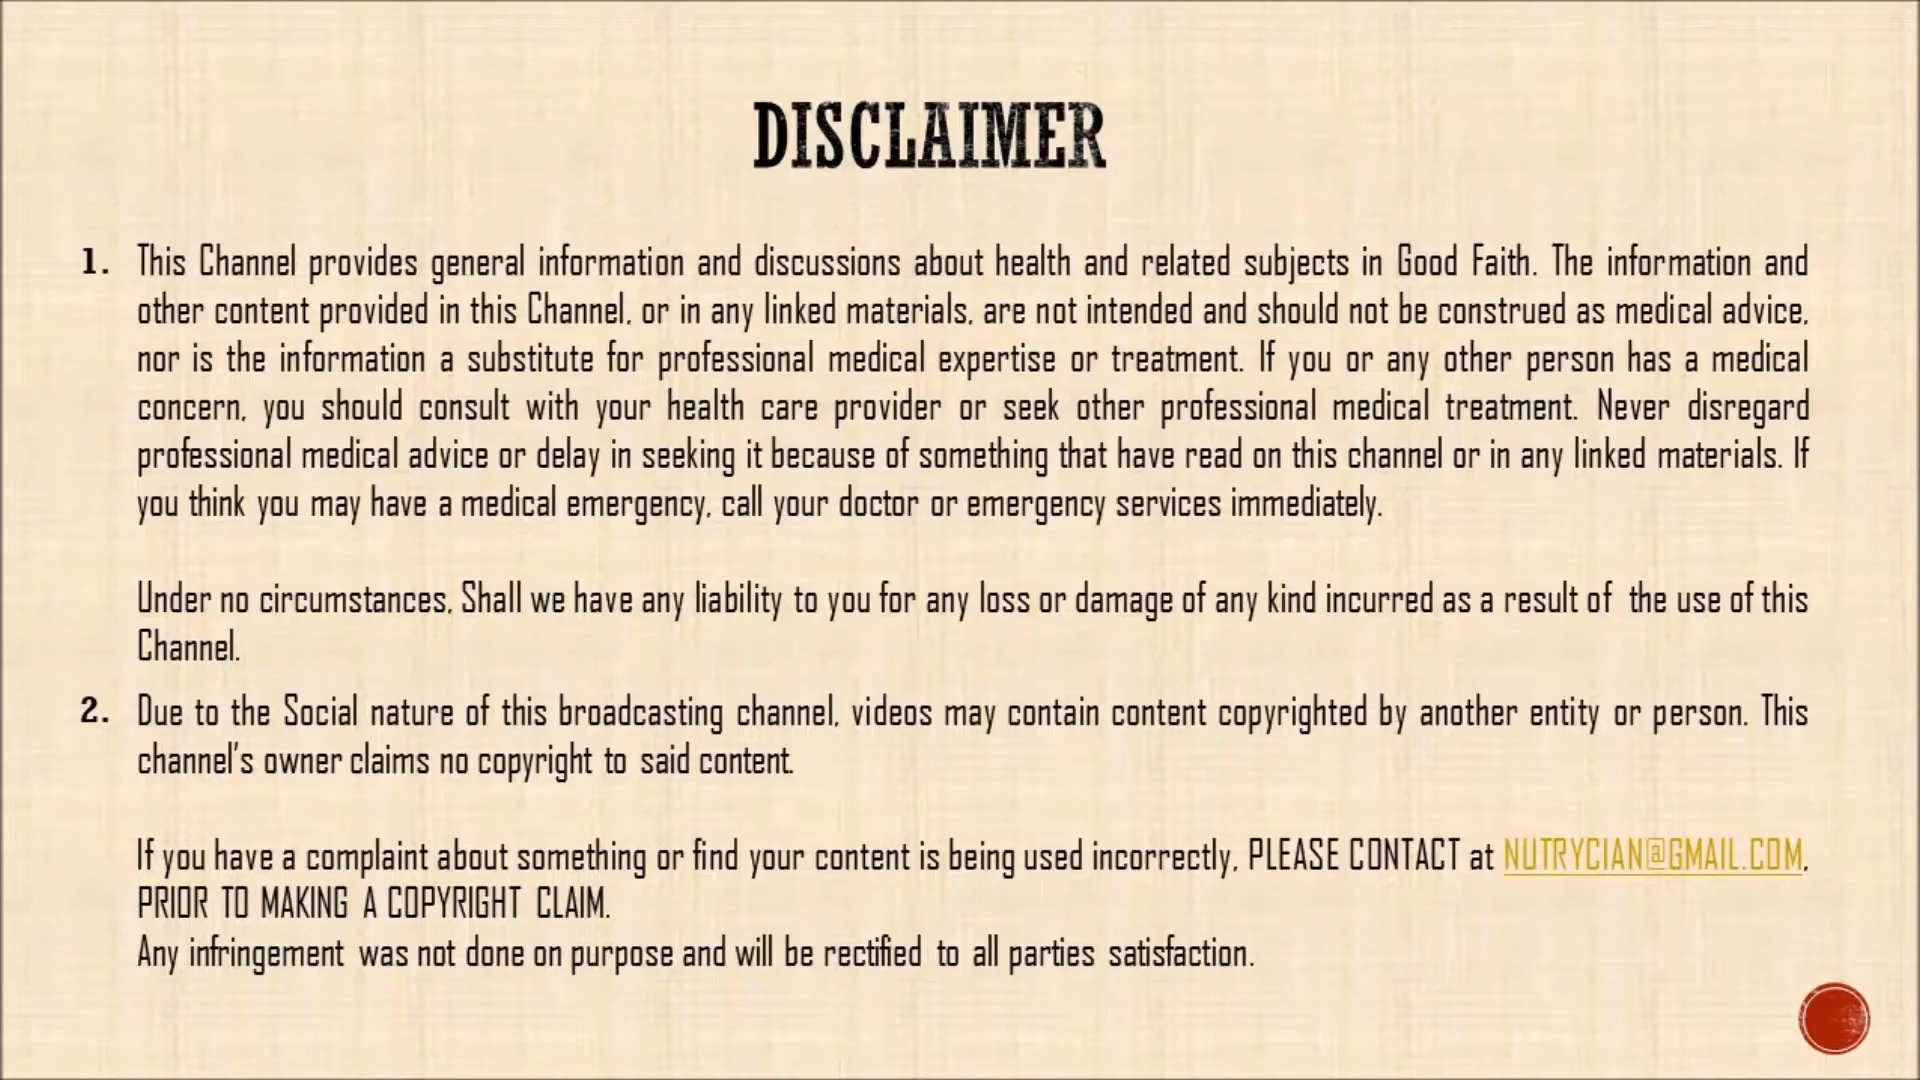 DISCLAIMER
1. This Channel provides general information and discussions about health and related subjects in Good Faith. The information and
other content provided in this Channel, or in any linked materials, are not intended and should not be construed as medical advice,
nor is the information a substitute for professional medical expertise or treatment. If you or any other person has a medical
concern, you should consult with your health care provider or seek other professional medical treatment. Never disregard
professional medical advice or delay in seeking it because of something that have read on this channel or in any linked materials. If
you think you may have a medical emergency, call your doctor or emergency services immediately.
Under no circumstances, Shall we have any liability to you for any loss or damage of any kind incurred as a result of the use of this
Channel.
2. Due to the Social nature of this broadcasting channel, videos may contain content copyrighted by another entity or person. This
channel's owner claims no copyright to said content.
If you have a complaint about something or find your content is being used incorrectly, PLEASE CONTACT at NUTRYCIAN@GMAIL.COM,
PRIOR TO MAKING A COPYRIGHT CLAIM.
Any infringement was not done on purpose and will be rectified to all parties satisfaction.